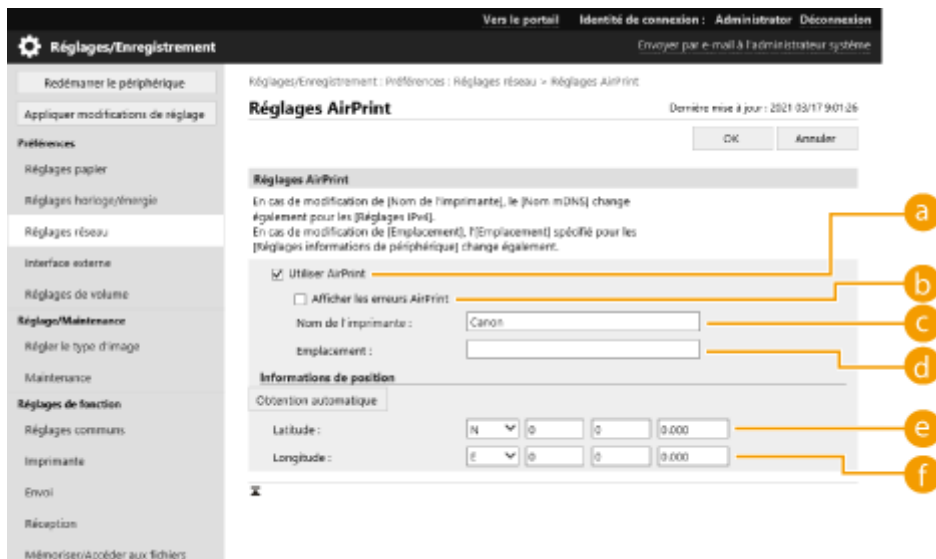 Vers le portail Identité de connexion : Administrator Déconnexion
Réglages/Enregistrement
Envoyer par e-mail à l'administrateur système
Redémarrer le périphérique
Appliquer modifications de réglage
Préférences
Réglages papier
Réglages horloge/énergie
Réglages réseau
Interface externe
Réglages de volume
Réglage/Maintenance
Régler le type d'image
Maintenance
Réglages de fonction
Réglages communs
Imprimante
Envoi
Réception
Mémoriser/Accéder aux fichiers
Réglages/Enregistrement : Préférences : Réglages réseau > Réglages AirPrint
Réglages AirPrint
Dernière mise à jour : 2021 03/17 9:01:26
OK Annuler
Réglages AirPrint
En cas de modification de [Nom de l'imprimante], le [Nom mDNS] change
également pour les [Réglages IPv6].
En cas de modification de [Emplacement], l'[Emplacement] spécifié pour les
[Réglages informations de périphérique] change également.
Utiliser AirPrint
Afficher les erreurs AirPrint
Nom de l'imprimante : Canon
Emplacement :
Informations de position
Obtention automatique
Latitude : N 0 0 0.000
Longitude : E 0 0 0.000
a
b
c
d
e
f